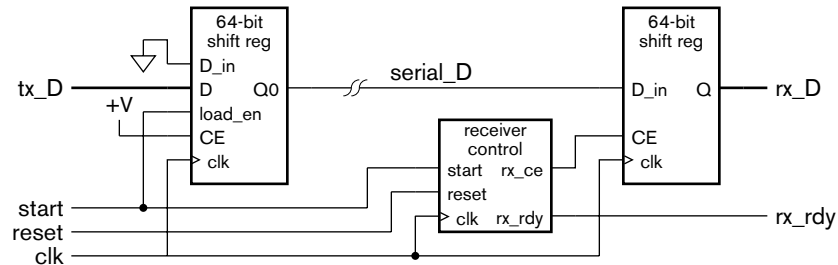 64-bit
shift reg
D_in
D
Q0
load_en
CE
clk
tx_D
+V
serial_D
64-bit
shift reg
D_in
Q
CE
clk
rx_D
receiver
control
start
rx_ce
reset
clk
rx_rdy
start
reset
clk
rx_rdy